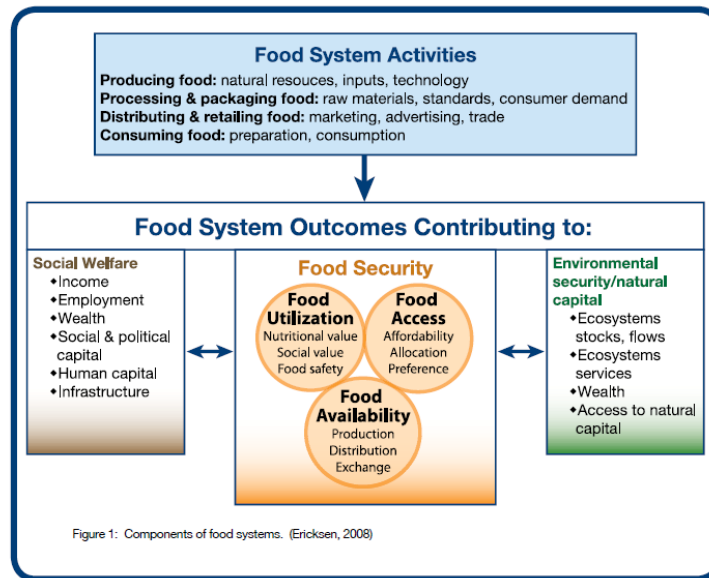 Food System Activities
Producing food: natural resouces, inputs, technology
Processing & packaging food: raw materials, standards, consumer demand
Distributing & retailing food: marketing, advertising, trade
Consuming food: preparation, consumption
Food System Outcomes Contributing to:
Social Welfare
◆Income
◆Employment
◆Wealth
◆Social & political
capital
◆Human capital
◆Infrastructure
Food Security
Food
Utilization
Nutritional value
Social value
Food safety
Food
Access
Affordability
Allocation
Preference
Food
Availability
Production
Distribution
Exchange
Environmental
security/natural
capital
◆Ecosystems
stocks, flows
◆Ecosystems
services
◆Wealth
◆Access to natural
capital
Figure 1: Components of food systems. (Ericksen, 2008)